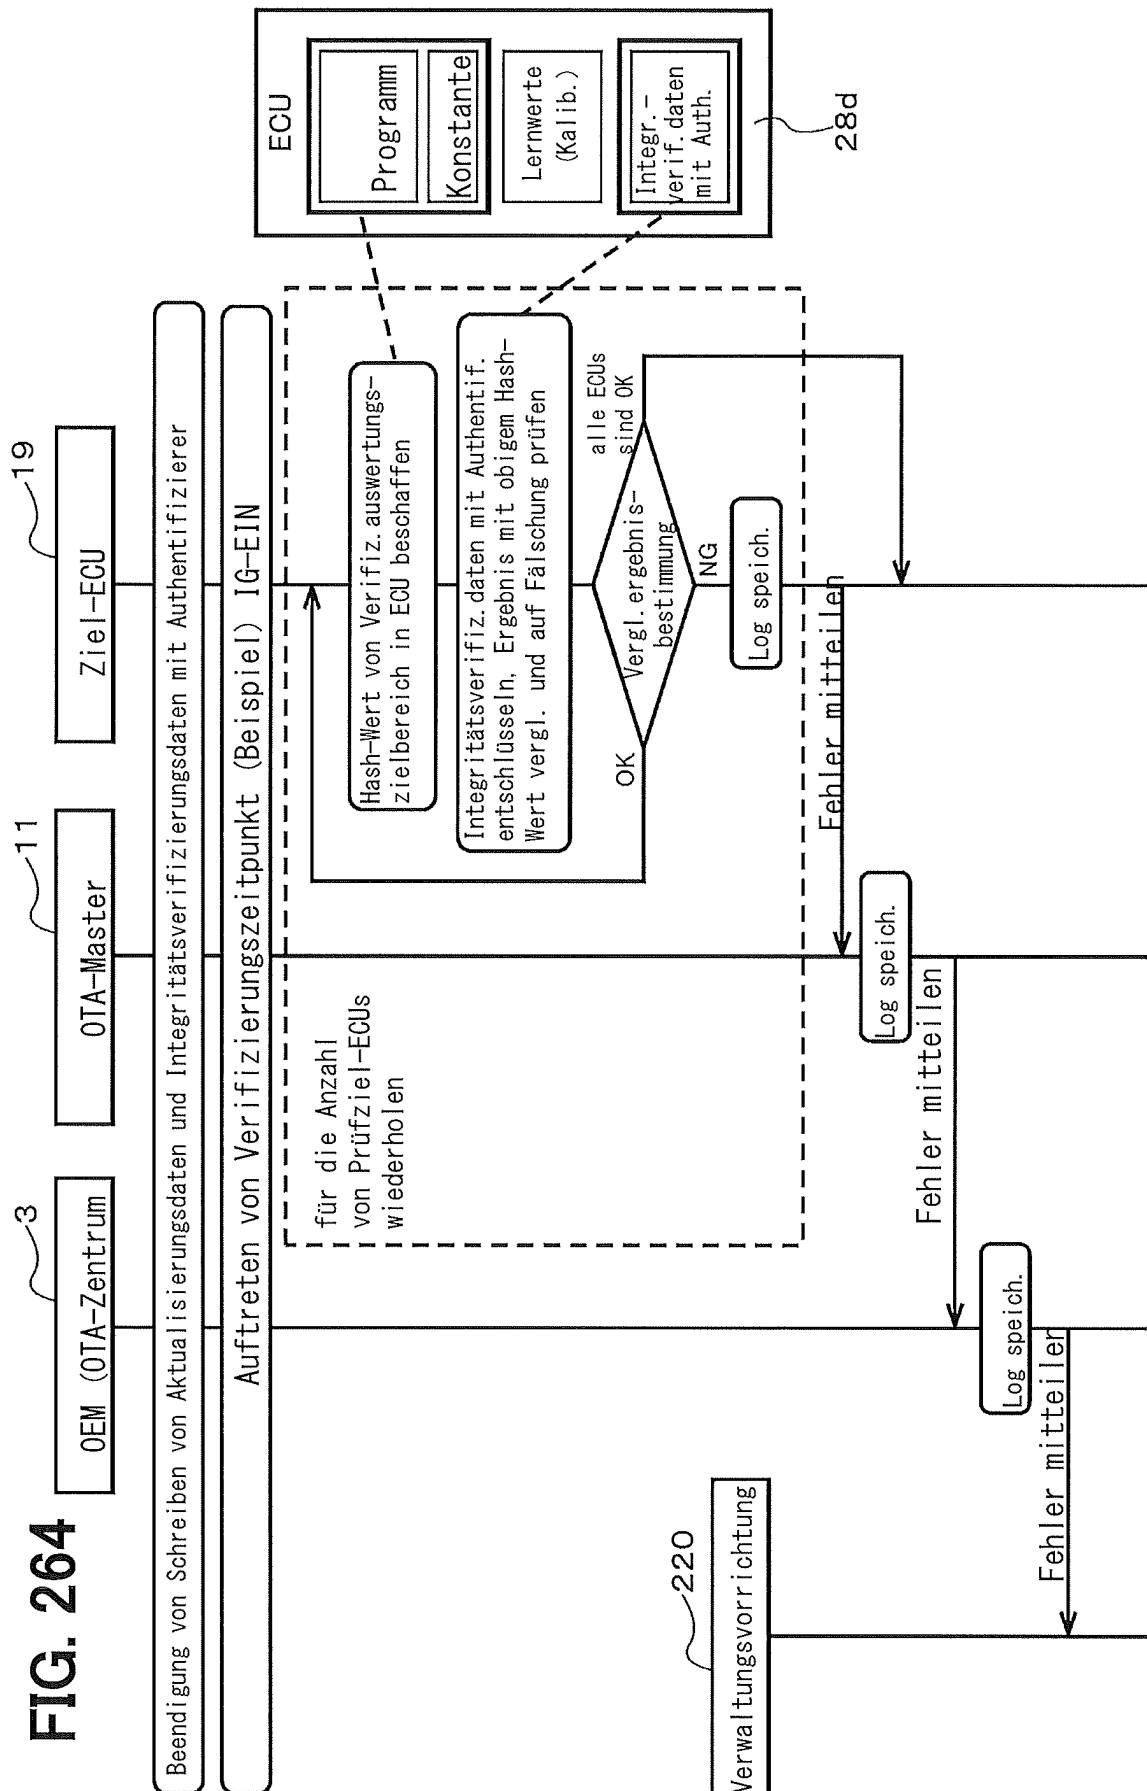 FIG. 264
3
11
19
OEM (OTA-Zentrum)
OTA-Master
Ziel-ECU
Beendigung von Schreiben von Aktualisierungsdaten und Integritätsverifizierungsdaten mit Authentifizierer
Auftreten von Verifizierungszeitpunkt (Beispiel) IG-EIN
für die Anzahl
von Prüfziel-ECUs
wiederholen
Hash-Wert von Verifiz.auswertungs-
zielbereich in ECU beschaffen
Integritätsverifiz.daten mit Authentif.
entschlüsseln, Ergebnis mit obigem Hash-
Wert vergl. und auf Fälschung prüfen
OK
Vergl.ergebnis-
bestimmung
alle ECUs
sind OK
NG
Log speich.
Fehler mitteilen
Log speich.
Fehler mitteilen
Log speich.
Fehler mitteilen
220
Verwaltungsvorrichtung
ECU
Programm
Konstante
Lernwerte
(Kalib.)
Integr.-
verif.daten
mit Auth.
28d